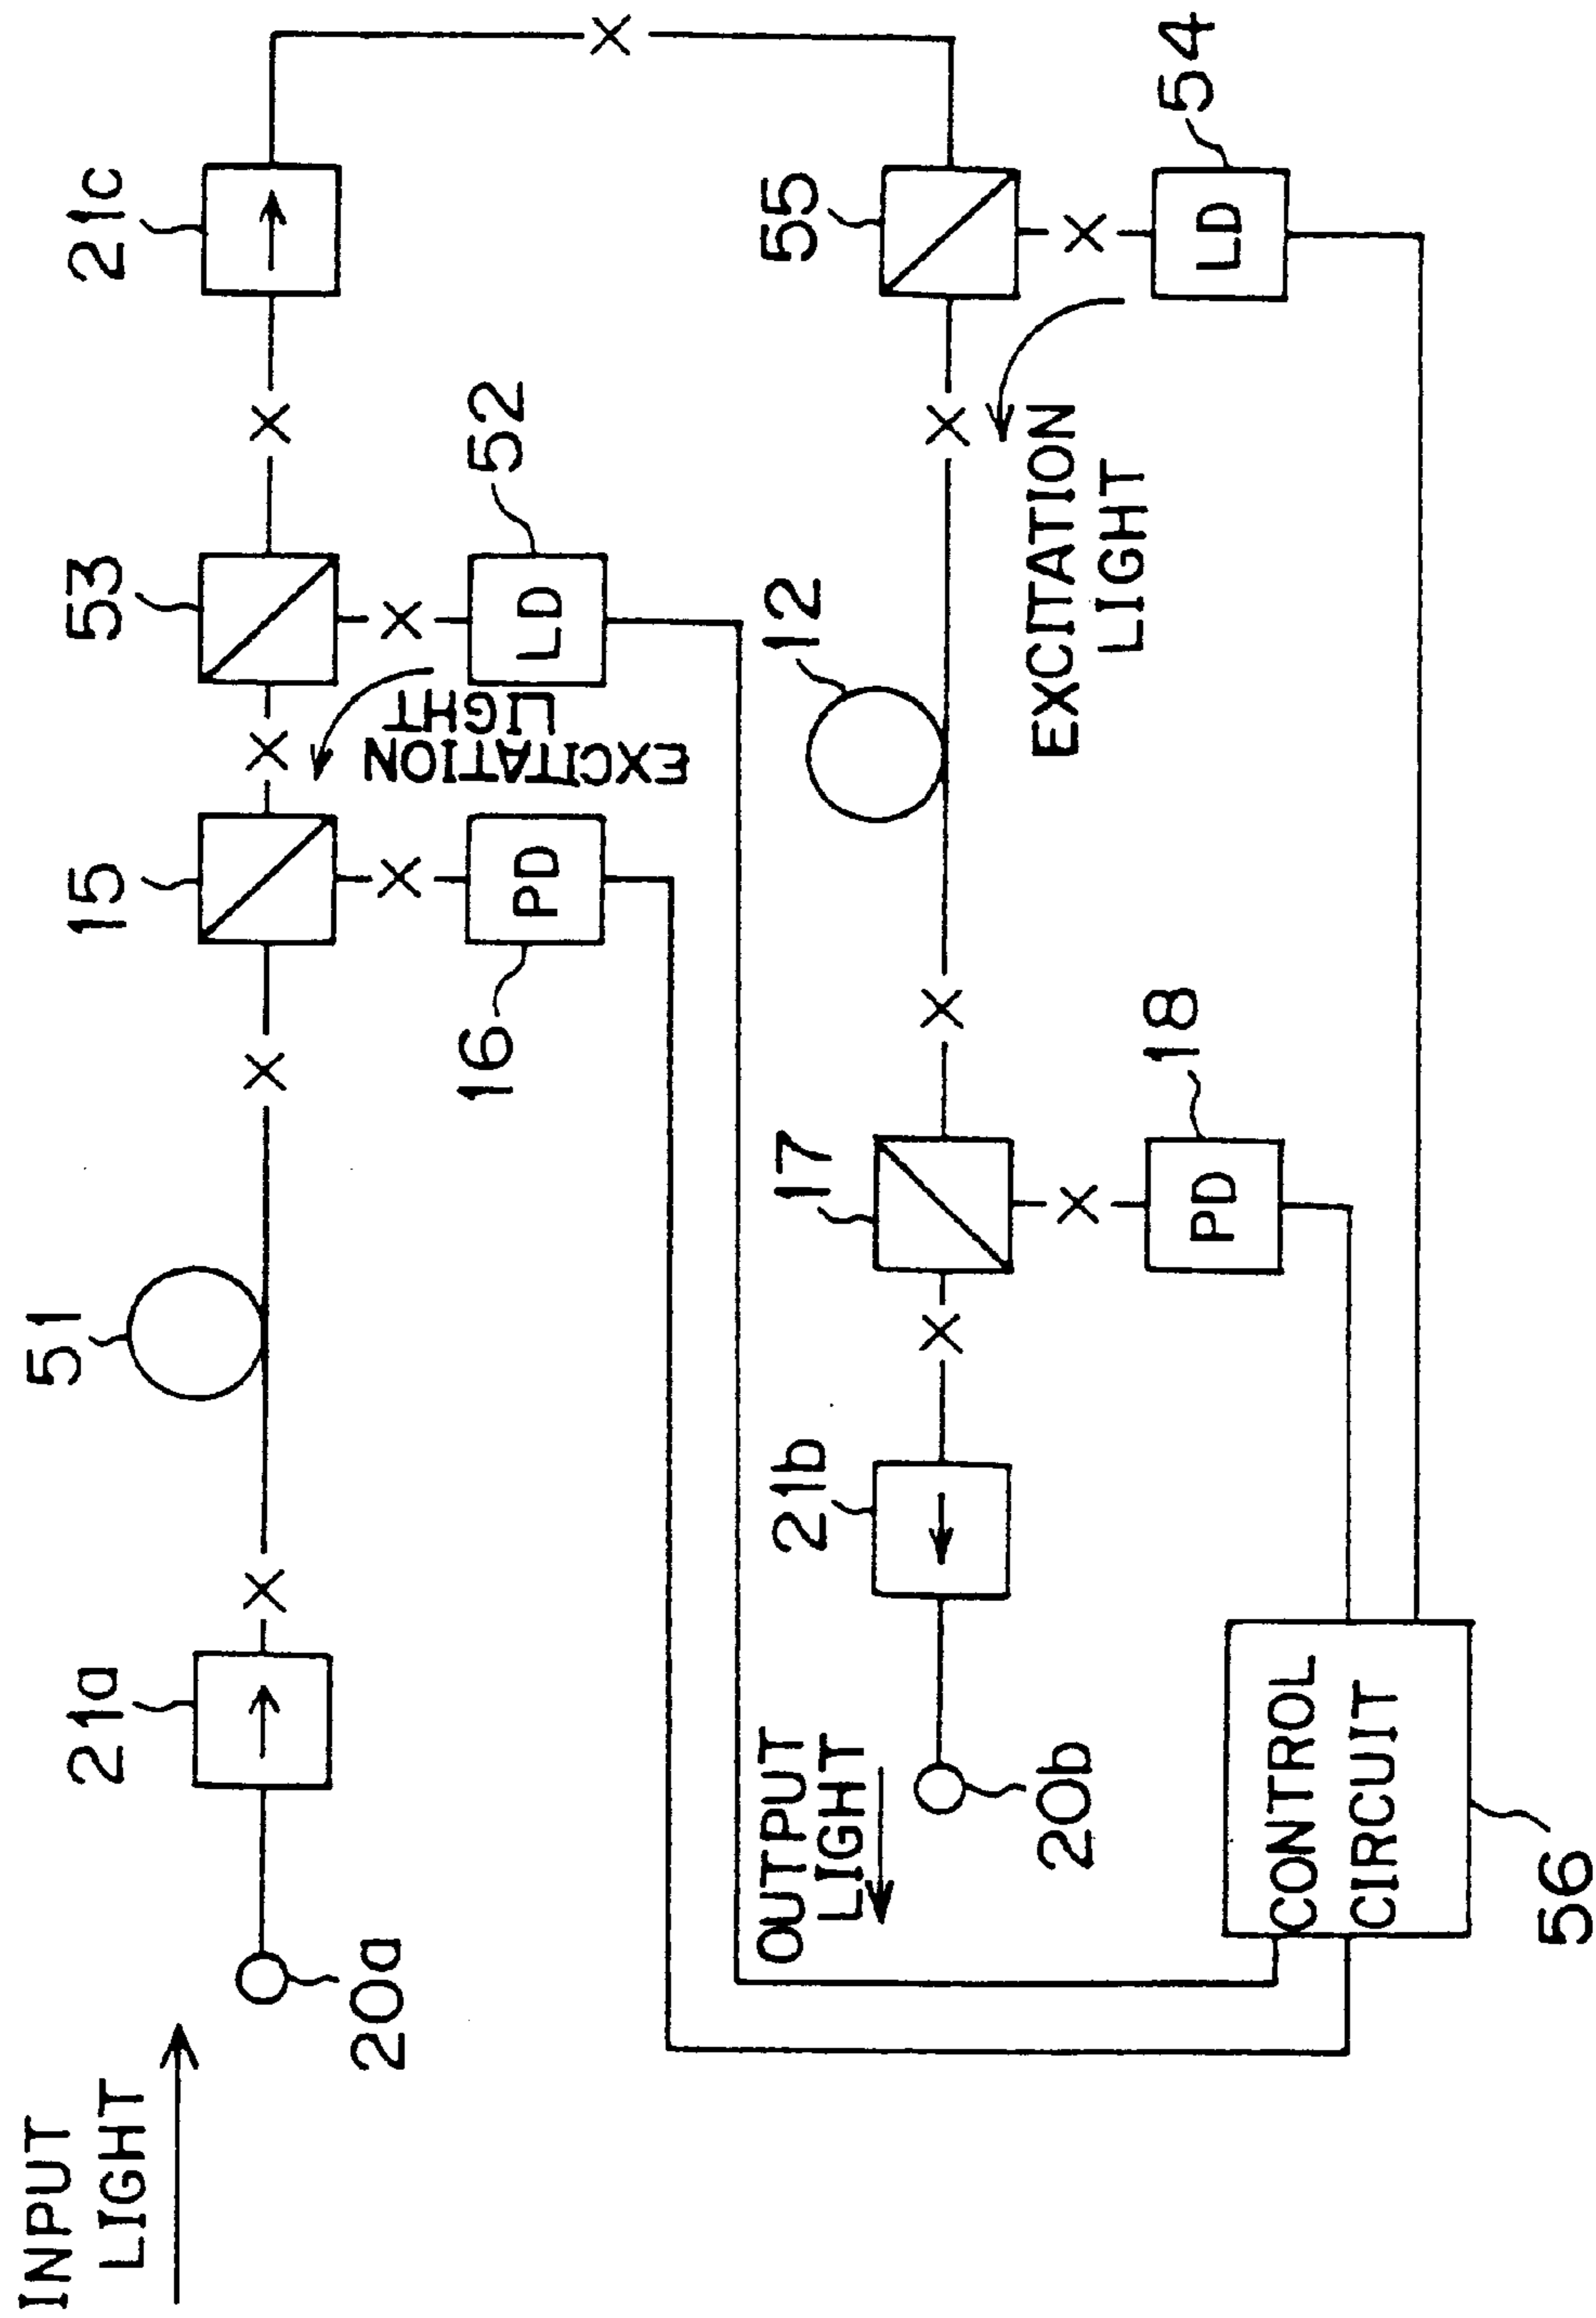 INPUT
LIGHT
20a
21a
51
15
53
21c
16
PD
EXCITATION
LIGHT
LD
52
OUTPUT
LIGHT
20b
21b
17
12
55
PD
18
EXCITATION
LIGHT
LD
54
CONTROL
CIRCUIT
56